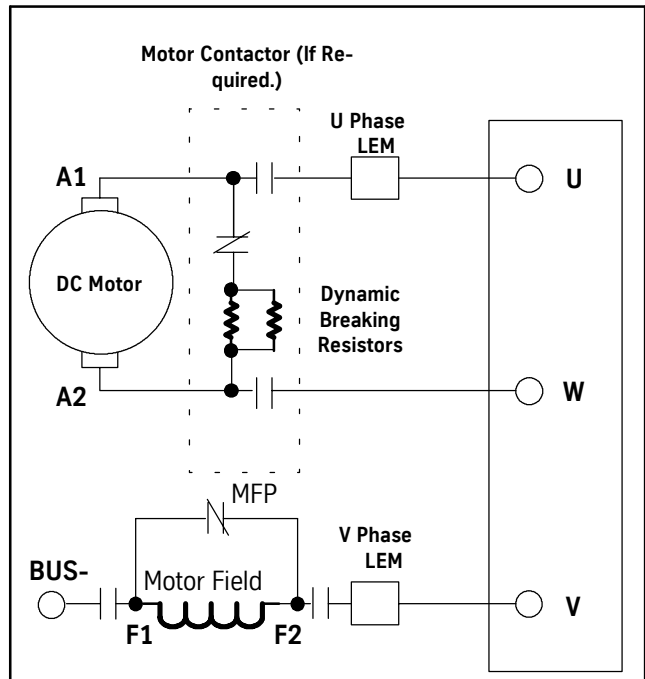 Motor Contactor (If Re-
quired.)
U Phase
LEM
A1
U
DC Motor
Dynamic
Breaking
Resistors
A2
W
MFP
V Phase
LEM
BUS-
Motor Field
V
F1
F2